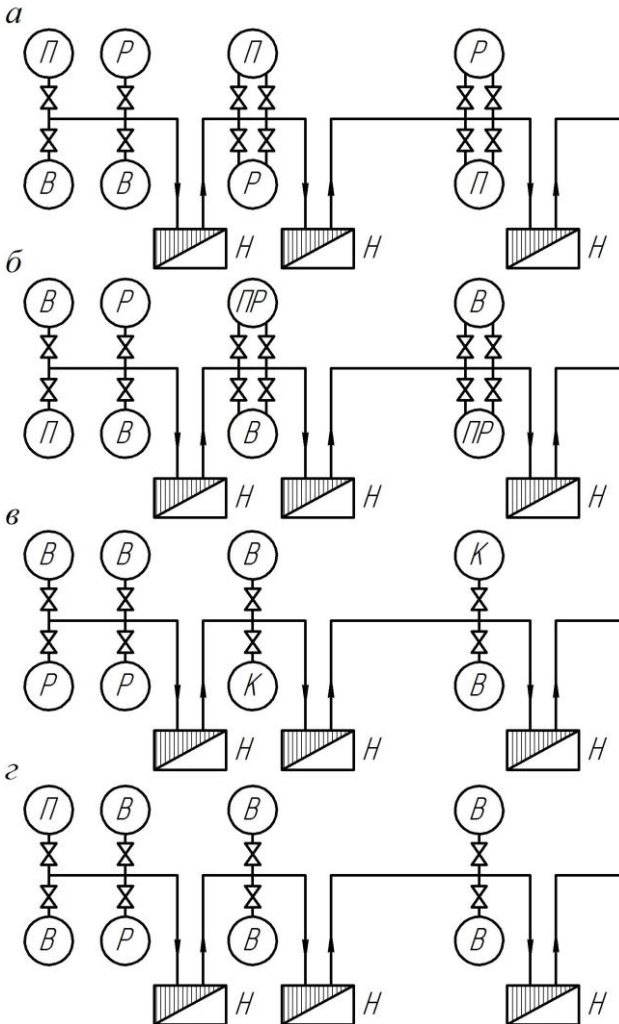 а
П Р П Р
В В Р П
Н Н Н
б
В Р ПР В
П В В ПР
Н Н Н
в
В В В К
Р Р К В
Н Н Н
г
П В В В
В Р В В
Н Н Н